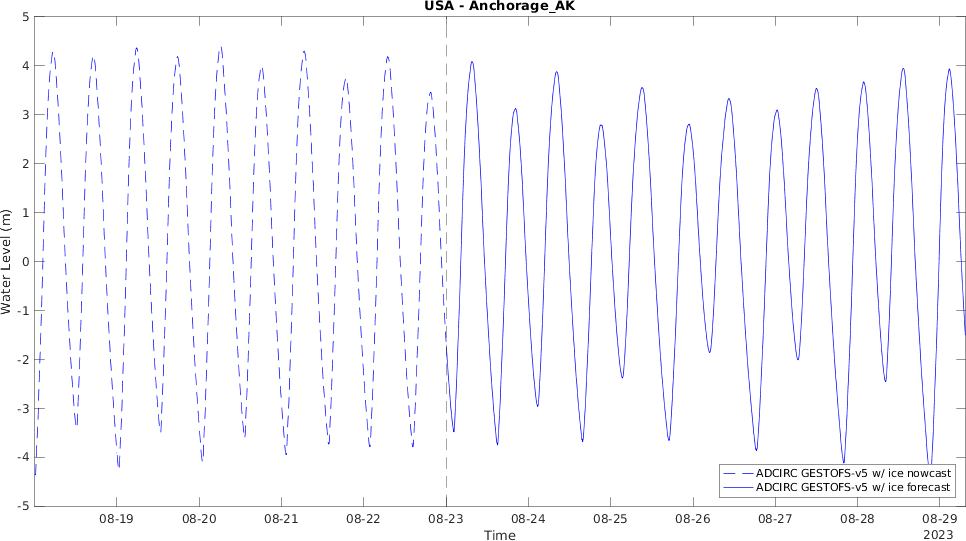 USA - Anchorage_AK
5
4
3
2
1
0
-1
-2
-3
-4
-5
Water Level (m)
ADCIRC GESTOFS-v5 w/ ice nowcast
ADCIRC GESTOFS-v5 w/ ice forecast
08-19 08-20 08-21 08-22 08-23 08-24 08-25 08-26 08-27 08-28 08-29
Time 2023